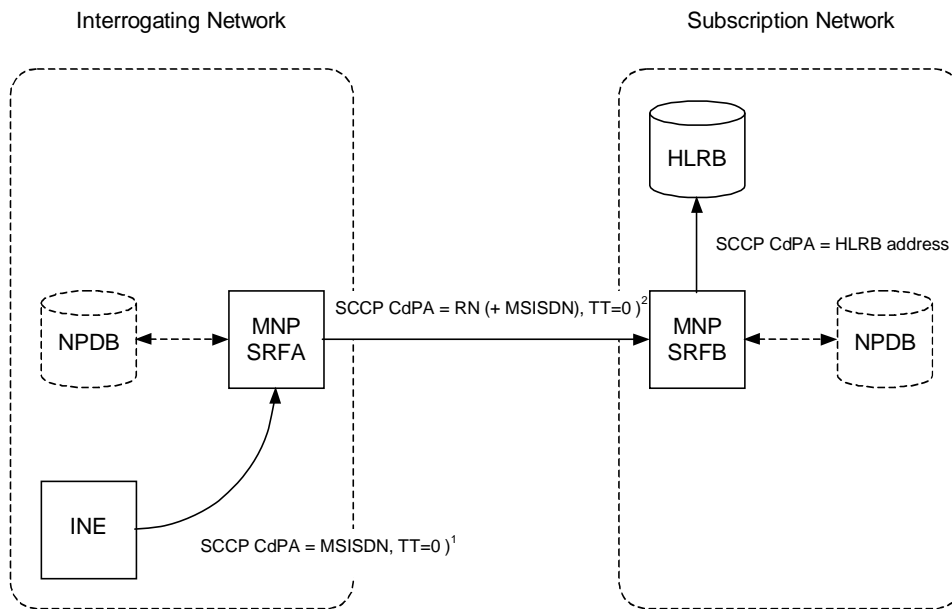 Interrogating Network
Subscription Network
HLRB
SCCP CdPA = HLRB address
SCCP CdPA = RN (+ MSISDN), TT=0 )²
NPDB
MNP
SRFA
MNP
SRFB
NPDB
INE
SCCP CdPA = MSISDN, TT=0 )¹